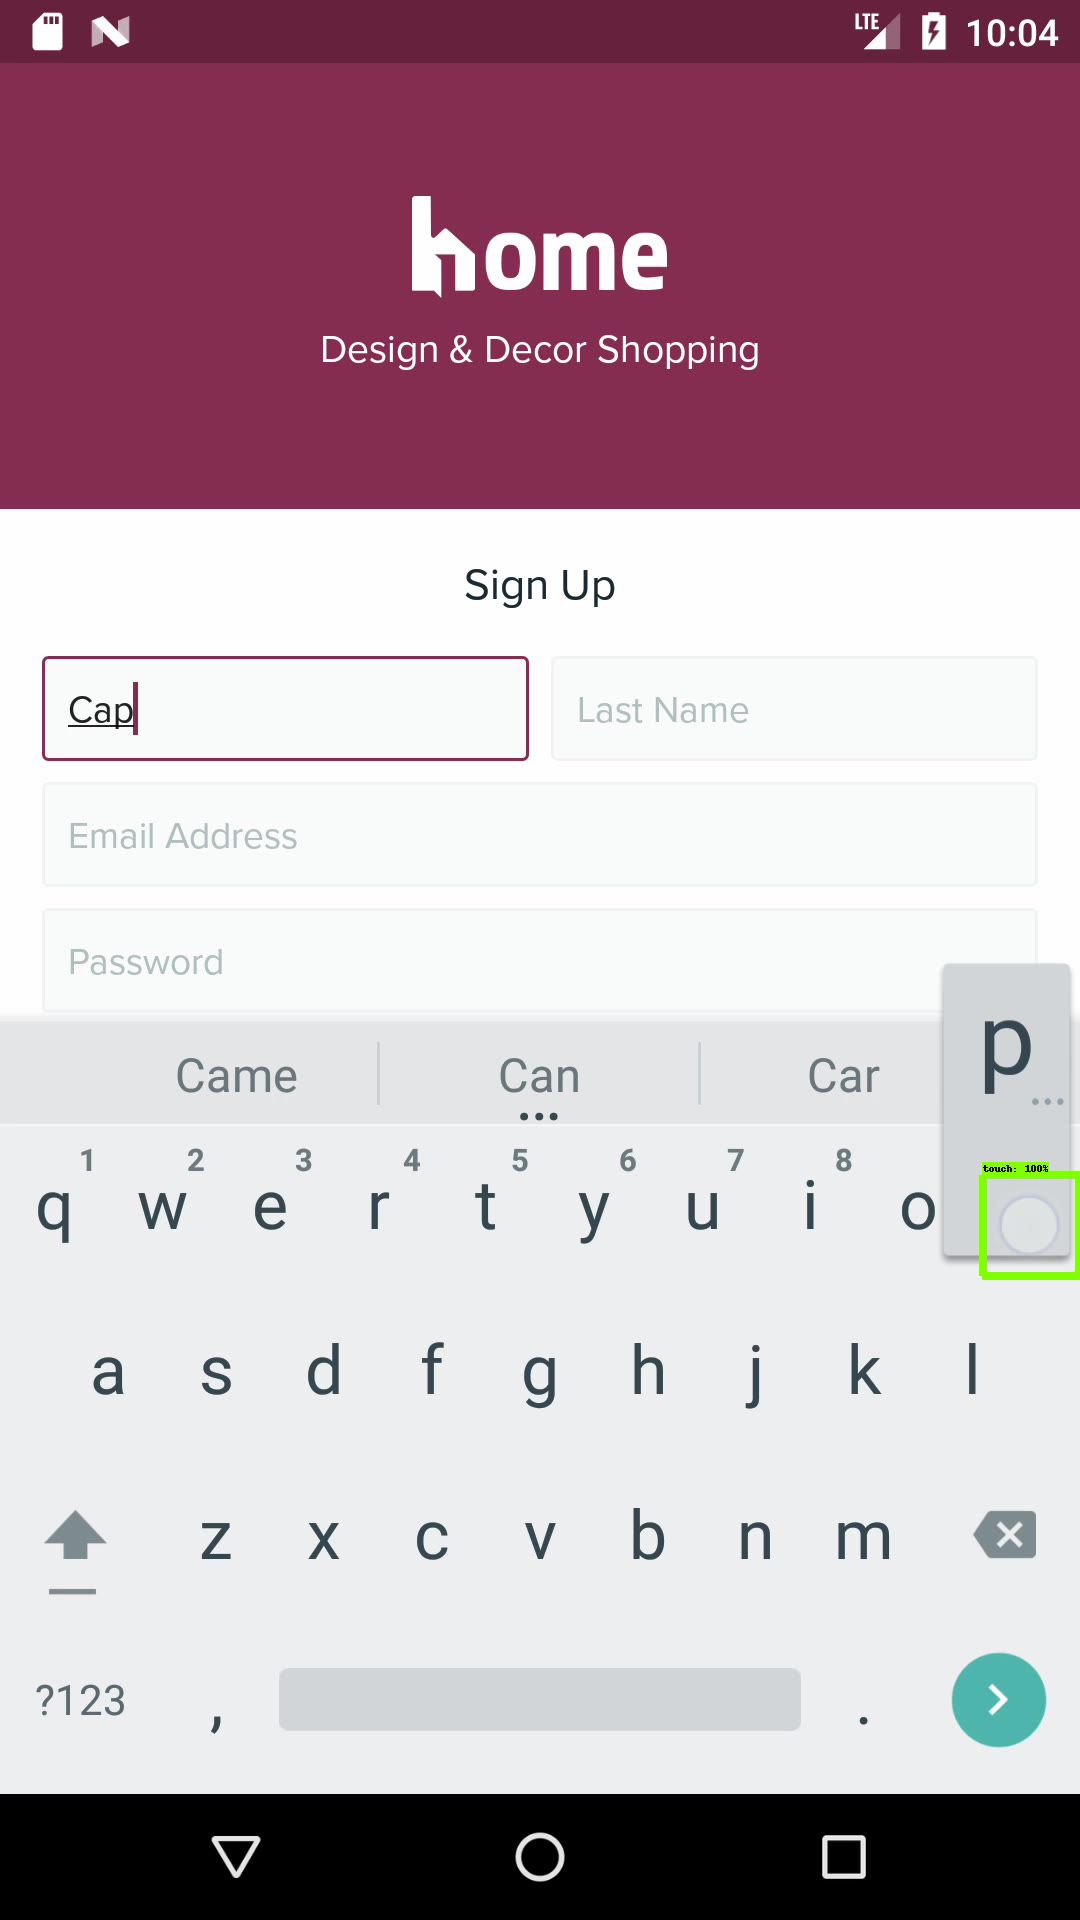 LTE 10:04
home
Design & Decor Shopping
Sign Up
Cap Last Name
Email Address
Password
p
Came Can Car
touch: 100%
1 2 3 4 5 6 7 8
q w e r t y u i o
a s d f g h j k l
z x c v b n m
?123 , .